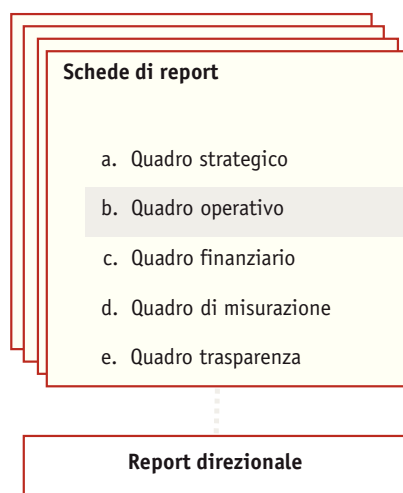 Schede di report
a. Quadro strategico
b. Quadro operativo
c. Quadro finanziario
d. Quadro di misurazione
e. Quadro trasparenza
Report direzionale